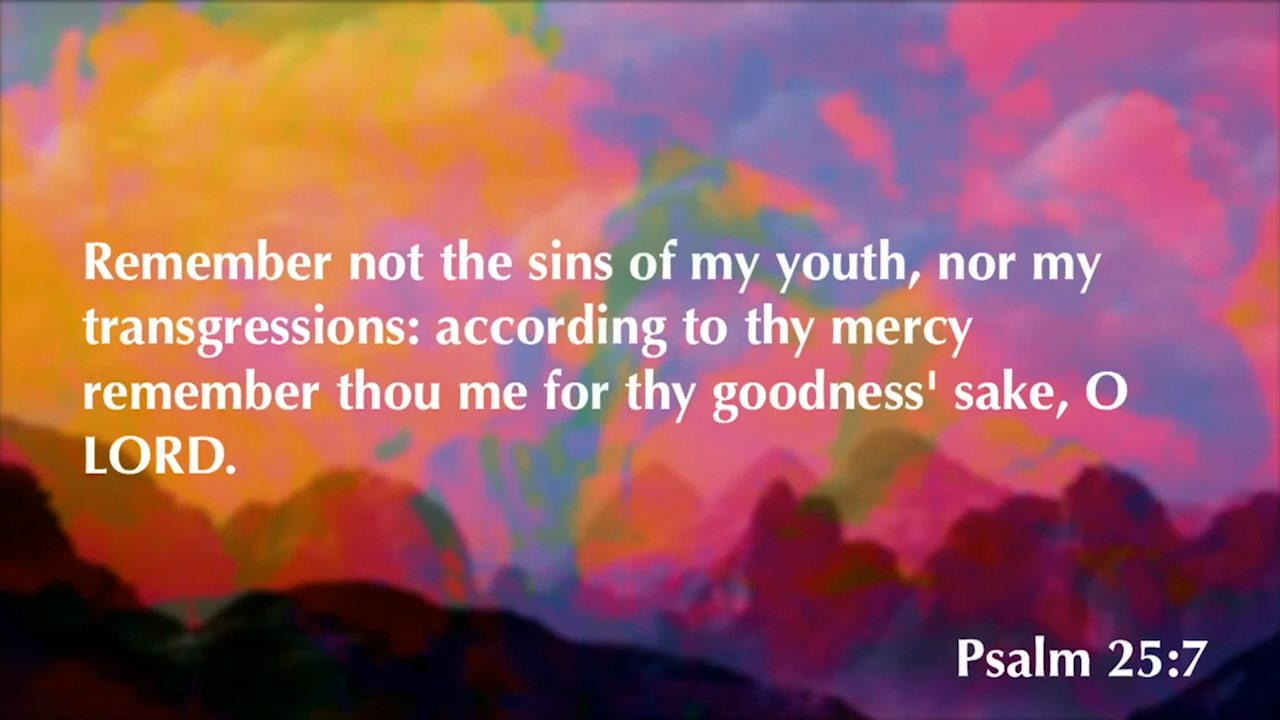 Remember not the sins of my youth, nor my
transgressions: according to thy mercy
remember thou me for thy goodness' sake, O
LORD.
Psalm 25:7